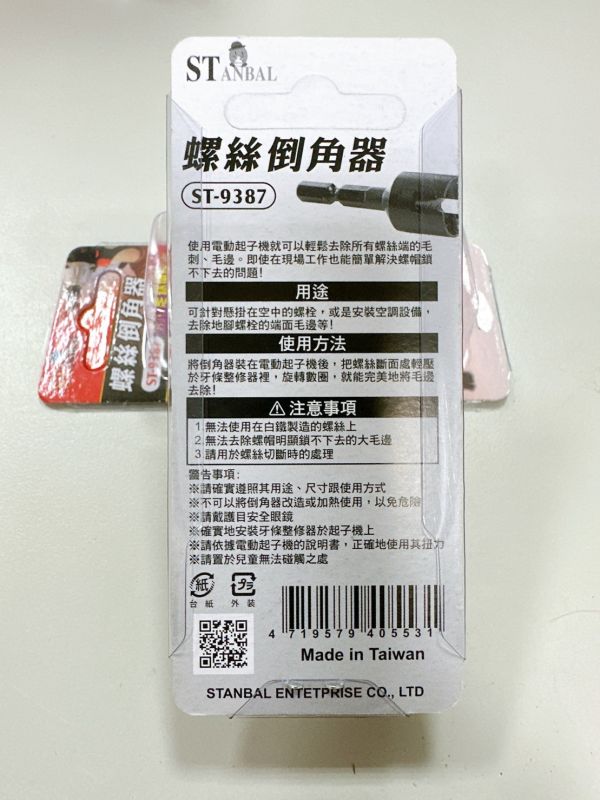 STANBAL
螺絲倒角器
ST-9387
使用電動起子機就可以輕鬆去除所有螺絲端的毛
刺、毛邊。即使在現場工作也能簡單解決螺帽鎖
不下去的問題!
用途
可針對懸掛在空中的螺栓，或是安裝空調設備，
去除地腳螺栓的端面毛邊等!
使用方法
將倒角器裝在電動起子機後，把螺絲斷面處輕壓
於牙條整修器裡，旋轉數圈，就能完美地將毛邊
去除!
⚠注意事項
1.無法使用在白鐵製造的螺絲上
2.無法去除螺帽明顯鎖不下去的大毛邊
3.請用於螺絲切斷時的處理
警告事項:
※請確實遵照其用途、尺寸跟使用方式
※不可以將倒角器改造或加熱使用，以免危險
※請戴護目安全眼鏡
※確實地安裝牙條整修器於起子機上
※請依據電動起子機的說明書，正確地使用其扭力
※請置於兒童無法碰觸之處
紙 プラ
台紙 外裝
4 719579 405531
Made in Taiwan
STANBAL ENTETPRISE CO., LTD
螺絲倒角器